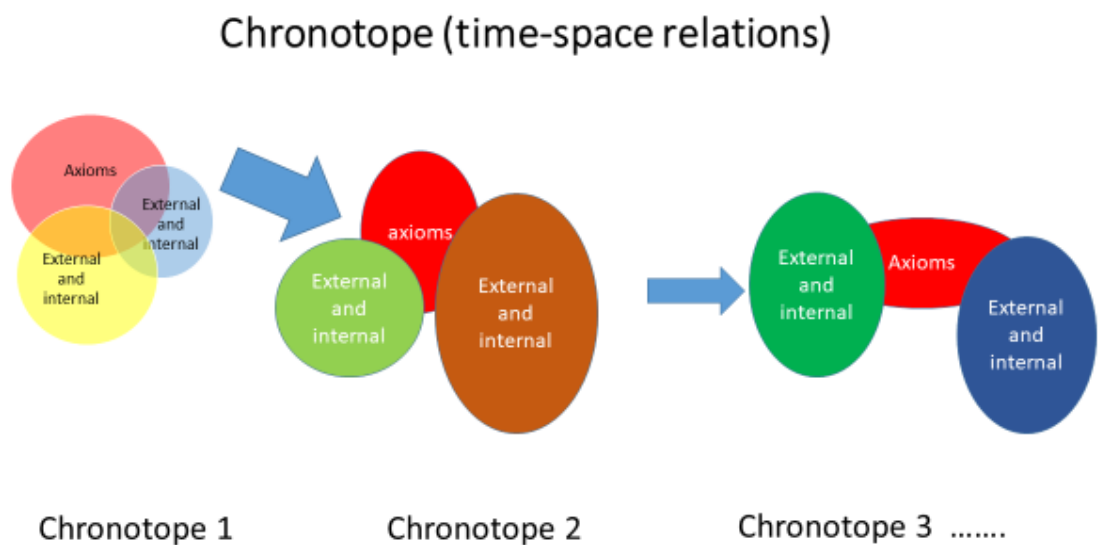 Chronotope (time-space relations)
Axioms
External
and
internal
External
and
internal
axioms
External
and
internal
External
and
internal
External
and
internal
Axioms
External
and
internal
Chronotope 1
Chronotope 2
Chronotope 3 .......